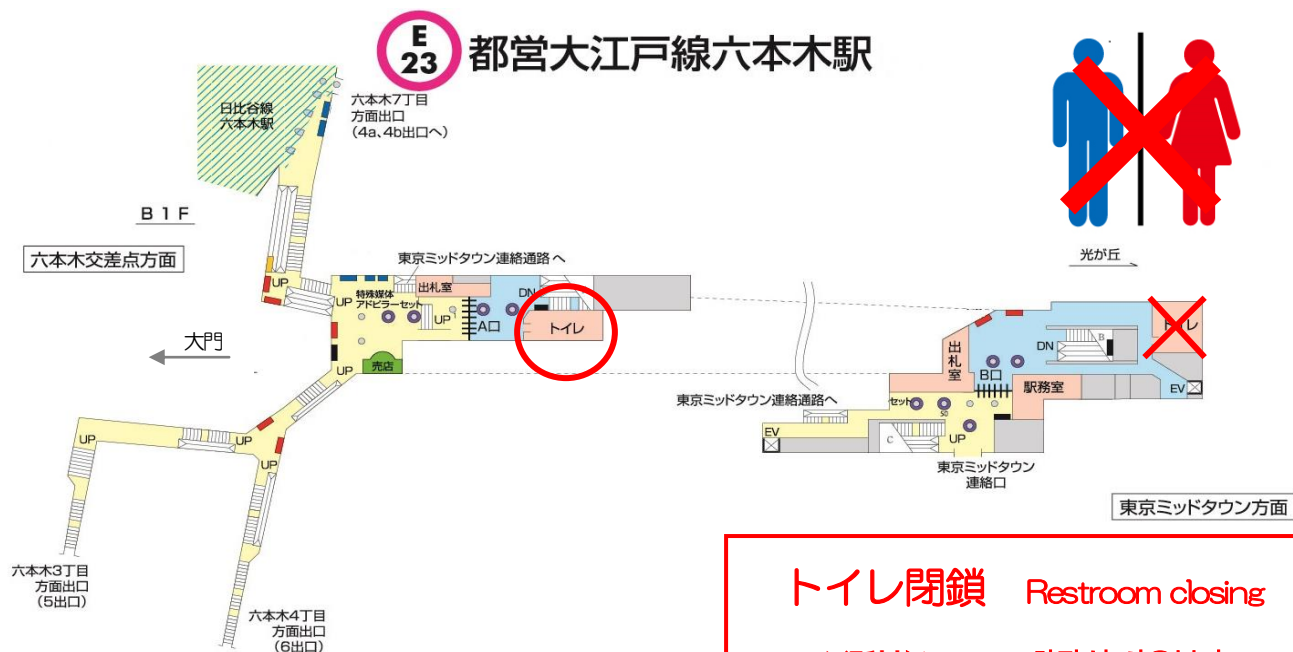 E
23
都営大江戸線六本木駅
日比谷線
六本木駅
六本木7丁目
方面出口
(4a、4b出口へ)
B1F
六本木交差点方面
光が丘
東京ミッドタウン連絡通路へ
UP
UP
UP
特殊媒体
アドピラーセット
出札室
UP
A口
DN
トイレ
大門
売店
UP
出札室
B口
DN
B
トイレ
駅務室
EV
東京ミッドタウン連絡通路へ
セット
SD
EV
C
UP
東京ミッドタウン
連絡口
東京ミッドタウン方面
UP
UP
UP
六本木3丁目
方面出口
(5出口)
六本木4丁目
方面出口
(6出口)
トイレ閉鎖 Restroom closing